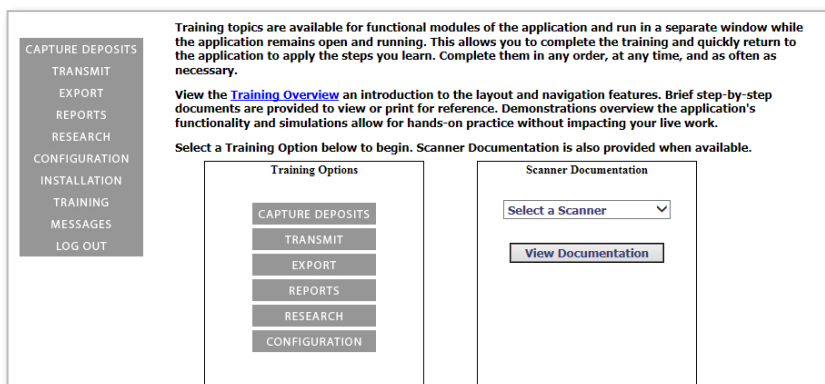 CAPTURE DEPOSITS
TRANSMIT
EXPORT
REPORTS
RESEARCH
CONFIGURATION
INSTALLATION
TRAINING
MESSAGES
LOG OUT
Training topics are available for functional modules of the application and run in a separate window while
the application remains open and running. This allows you to complete the training and quickly return to
the application to apply the steps you learn. Complete them in any order, at any time, and as often as
necessary.
View the Training Overview an introduction to the layout and navigation features. Brief step-by-step
documents are provided to view or print for reference. Demonstrations overview the application's
functionality and simulations allow for hands-on practice without impacting your live work.
Select a Training Option below to begin. Scanner Documentation is also provided when available.
Training Options
CAPTURE DEPOSITS
TRANSMIT
EXPORT
REPORTS
RESEARCH
CONFIGURATION
Scanner Documentation
Select a Scanner
View Documentation